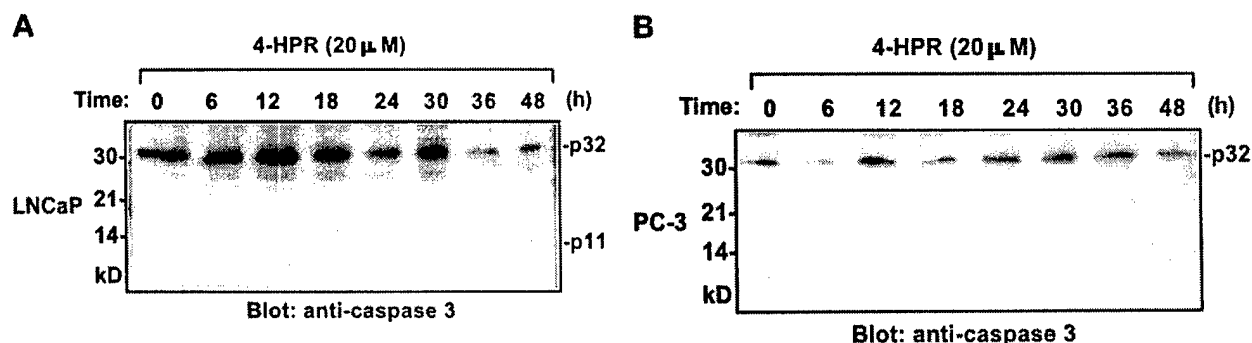 A
4-HPR (20 μM)
Time: 0 6 12 18 24 30 36 48 (h)
30-
-p32
21-
LNCaP
14-
-p11
kD
Blot: anti-caspase 3
B
4-HPR (20 μM)
Time: 0 6 12 18 24 30 36 48 (h)
-p32
30-
21-
PC-3
14-
kD
Blot: anti-caspase 3